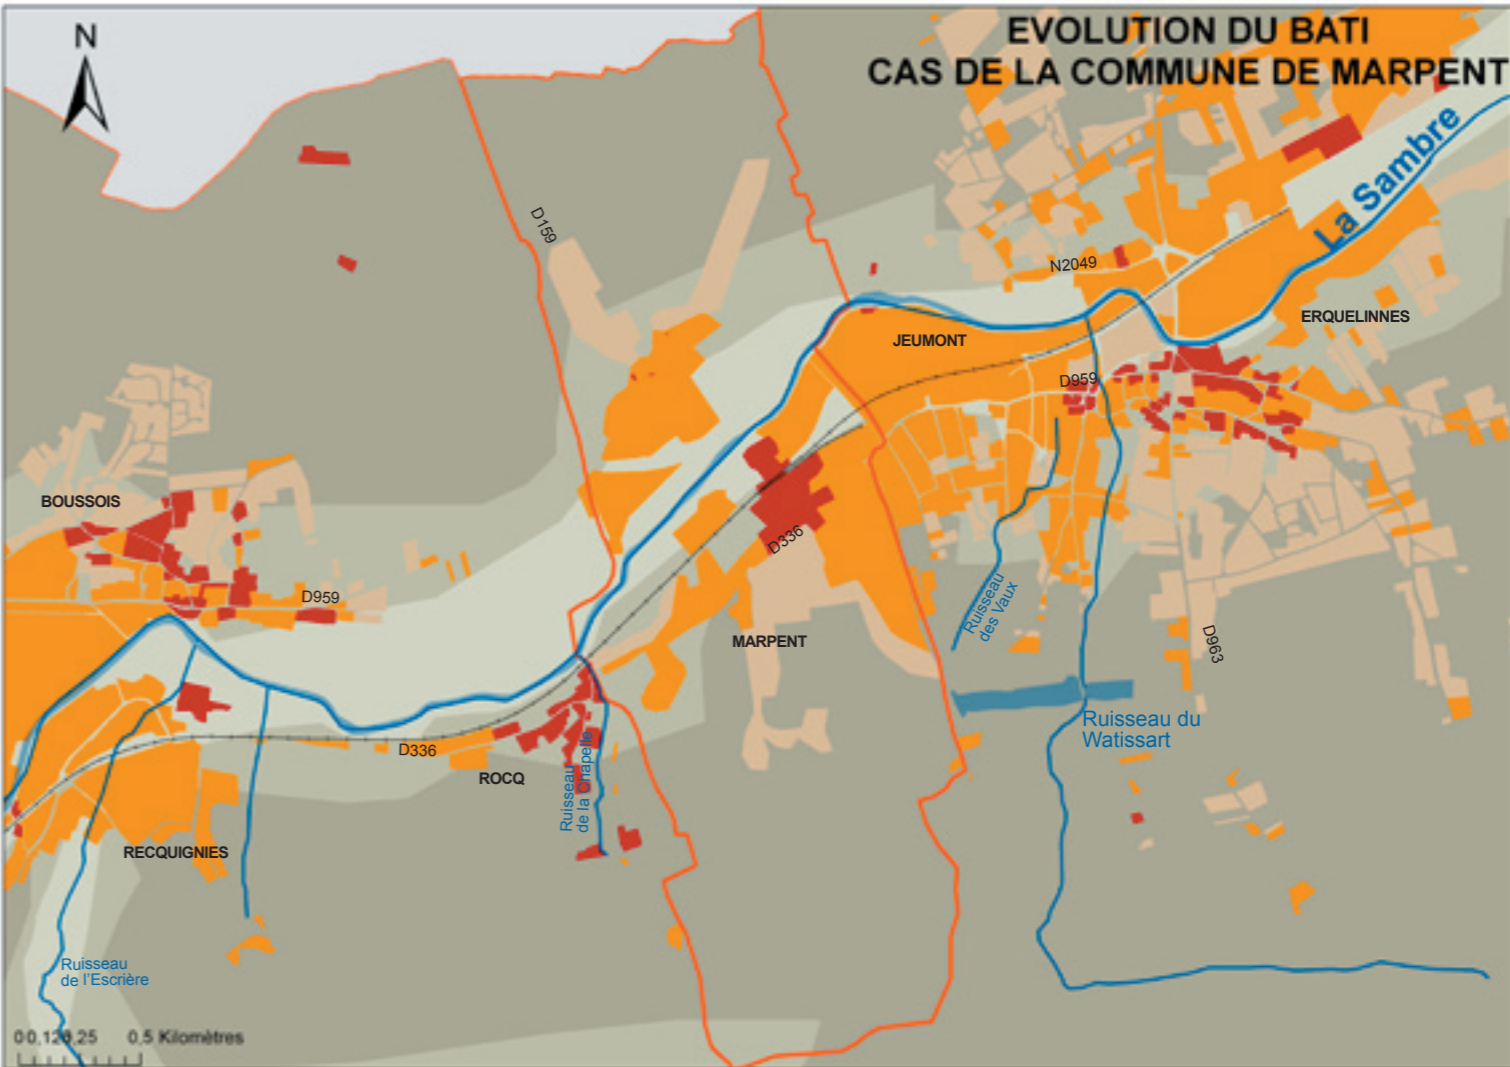 EVOLUTION DU BATI
CAS DE LA COMMUNE DE MARPENT
N
La Sambre
D159
N2049
ERQUELINNES
JEUMONT
D959
BOUSSOIS
D336
D959
Ruisseau
des Vaux
MARPENT
D963
Ruisseau du
Watissart
D336
ROCQ
Ruisseau
de la Chapelle
RECQUIGNIES
Ruisseau
de l'Escrière
0,5 Kilomètres